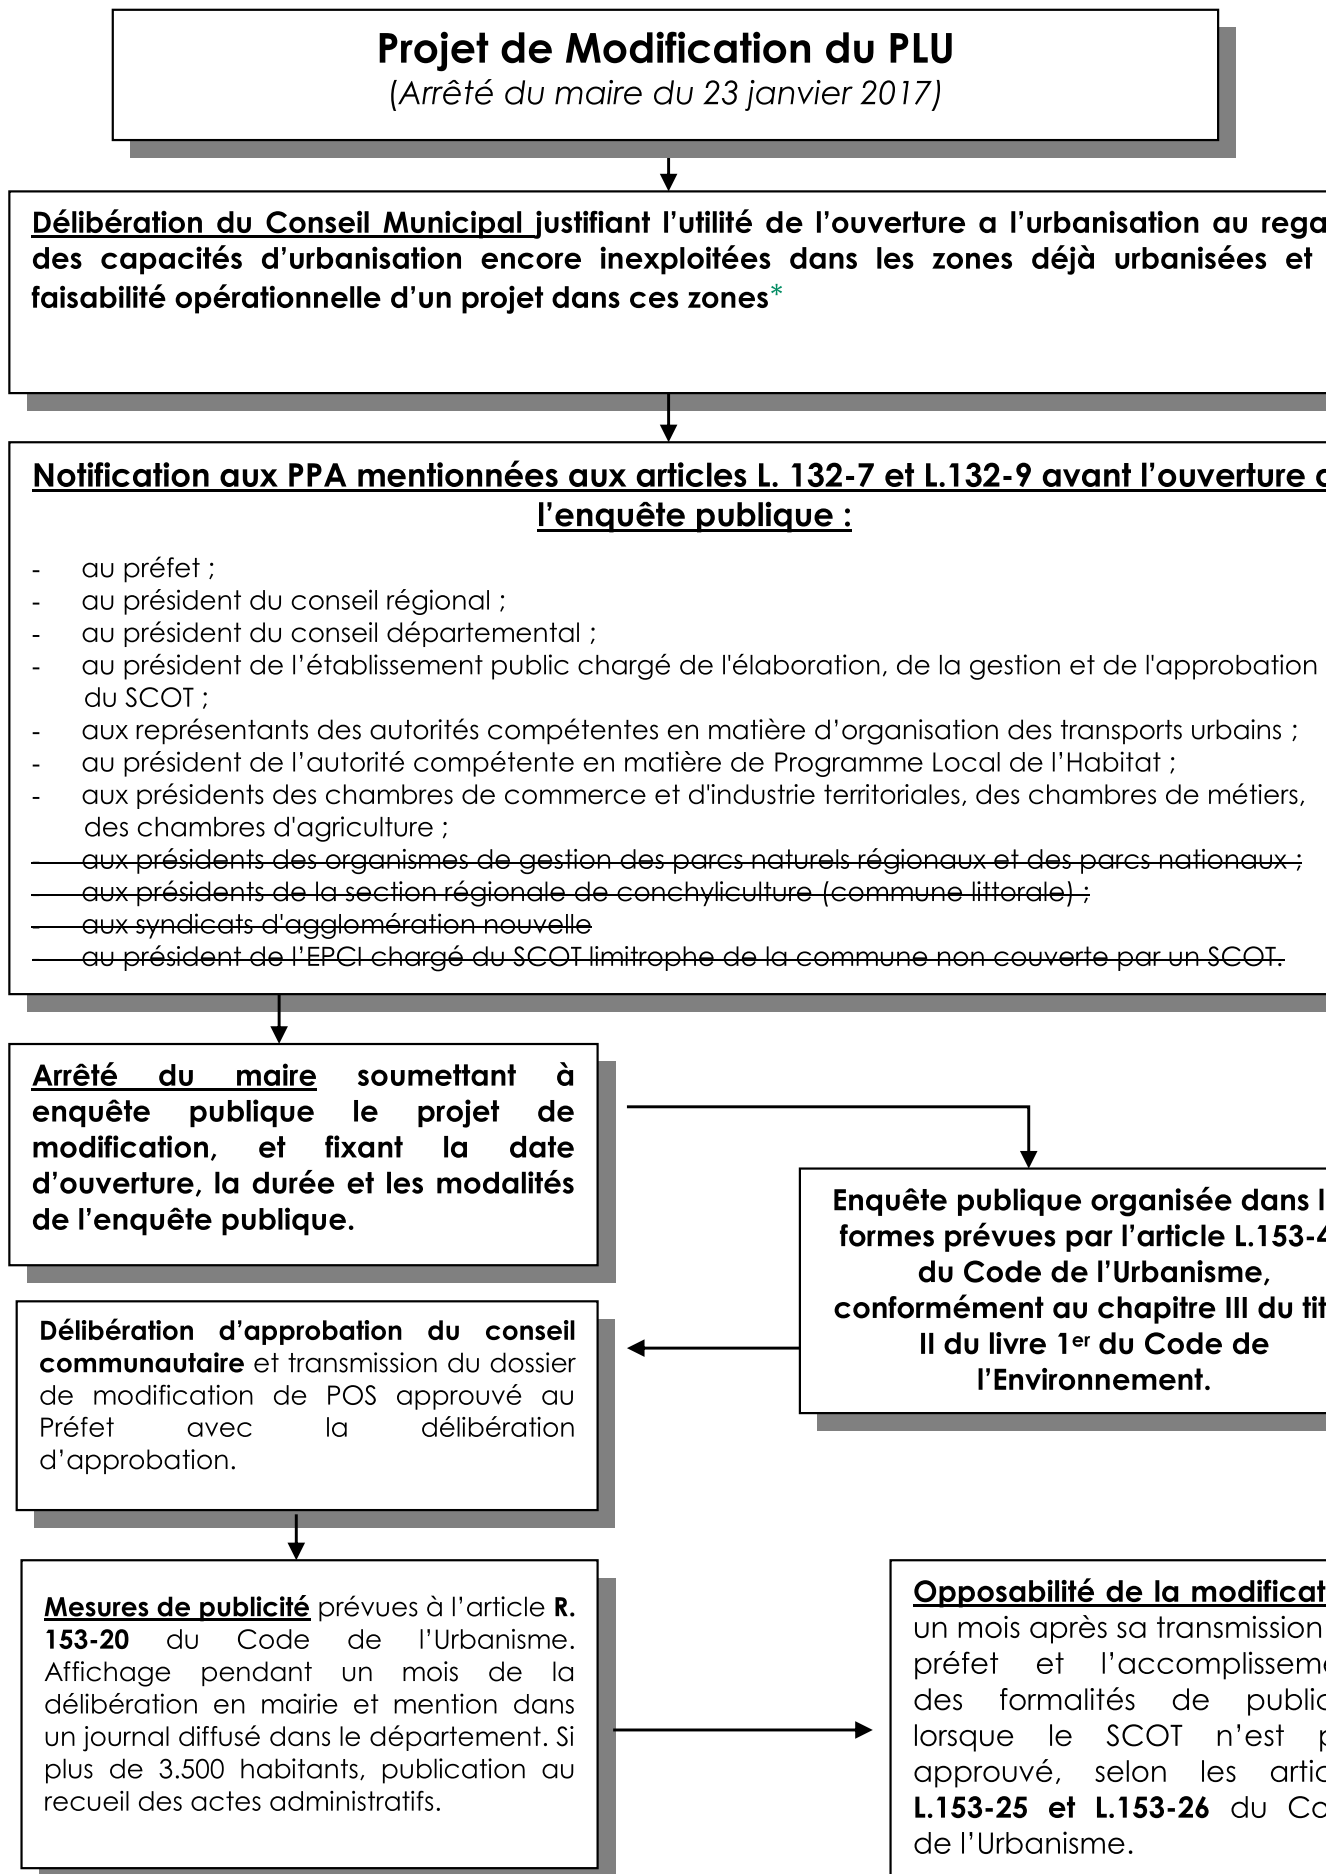 Projet de Modification du PLU
(Arrêté du maire du 23 janvier 2017)
Délibération du Conseil Municipal justifiant l’utilité de l’ouverture a l’urbanisation au rega
des capacités d’urbanisation encore inexploitées dans les zones déjà urbanisées et
faisabilité opérationnelle d’un projet dans ces zones*
Notification aux PPA mentionnées aux articles L. 132-7 et L.132-9 avant l’ouverture
l’enquête publique :
- au préfet ;
- au président du conseil régional ;
- au président du conseil départemental ;
- au président de l’établissement public chargé de l'élaboration, de la gestion et de l'approbation
du SCOT ;
- aux représentants des autorités compétentes en matière d’organisation des transports urbains ;
- au président de l’autorité compétente en matière de Programme Local de l’Habitat ;
- aux présidents des chambres de commerce et d'industrie territoriales, des chambres de métiers,
des chambres d'agriculture ;
- aux présidents des organismes de gestion des parcs naturels régionaux et des parcs nationaux ;
- aux présidents de la section régionale de conchyliculture (commune littorale) ;
- aux syndicats d'agglomération nouvelle
- au président de l’EPCI chargé du SCOT limitrophe de la commune non couverte par un SCOT.
Arrêté du maire soumettant à
enquête publique le projet de
modification, et fixant la date
d’ouverture, la durée et les modalités
de l’enquête publique.
Enquête publique organisée dans l
formes prévues par l’article L.153-4
du Code de l’Urbanisme,
conformément au chapitre III du tit
II du livre 1er du Code de
l’Environnement.
Délibération d’approbation du conseil
communautaire et transmission du dossier
de modification de POS approuvé au
Préfet avec la délibération
d’approbation.
Mesures de publicité prévues à l’article R.
153-20 du Code de l’Urbanisme.
Affichage pendant un mois de la
délibération en mairie et mention dans
un journal diffusé dans le département. Si
plus de 3.500 habitants, publication au
recueil des actes administratifs.
Opposabilité de la modificat
un mois après sa transmission
préfet et l’accomplisseme
des formalités de public
lorsque le SCOT n’est p
approuvé, selon les artic
L.153-25 et L.153-26 du Co
de l’Urbanisme.